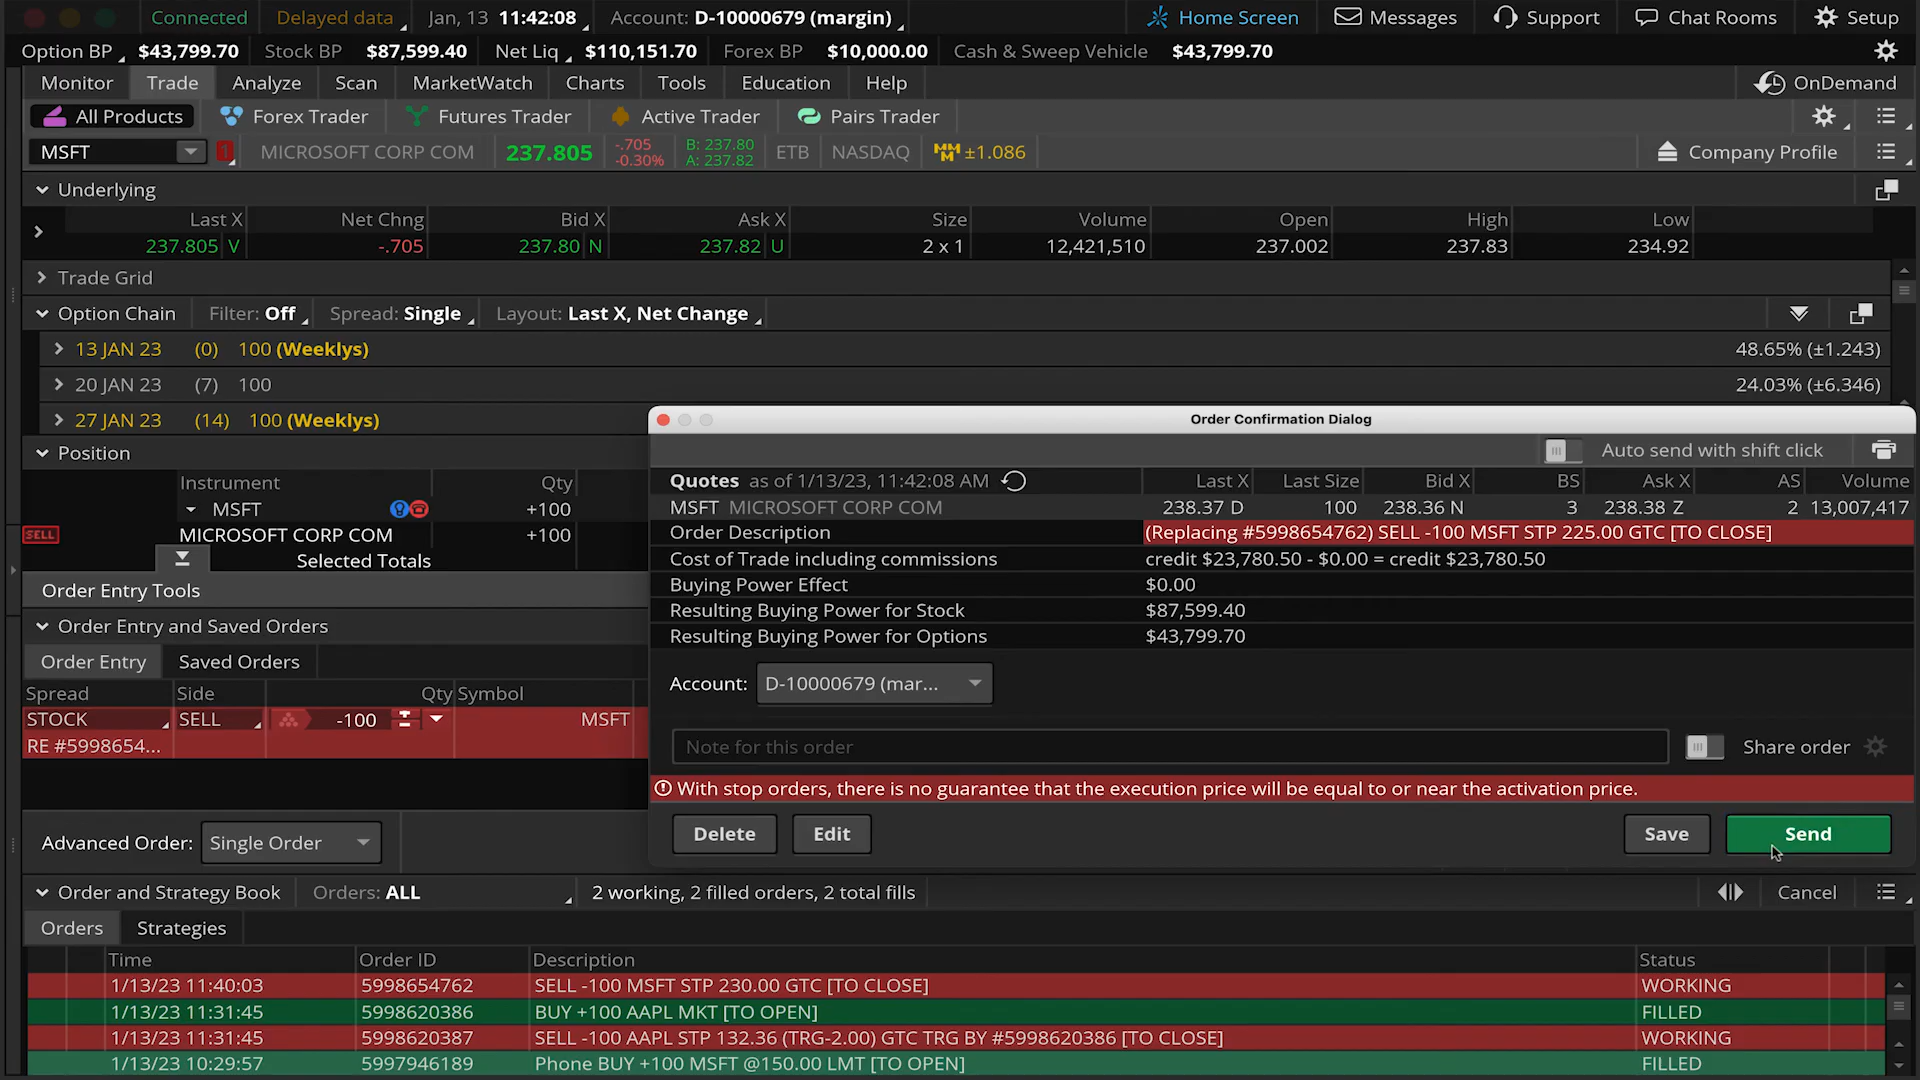 Connected Delayed data Jan, 13 11:42:08 Account: D-10000679 (margin) Home Screen Messages Support Chat Rooms Setup
Option BP $43,799.70 Stock BP $87,599.40 Net Liq $110,151.70 Forex BP $10,000.00 Cash & Sweep Vehicle $43,799.70
Monitor Trade Analyze Scan MarketWatch Charts Tools Education Help OnDemand
All Products Forex Trader Futures Trader Active Trader Pairs Trader
MSFT MICROSOFT CORP COM 237.805 -.705 -0.30% B: 237.80 A: 237.82 ETB NASDAQ ±1.086 Company Profile
Underlying
Last X Net Chng Bid X Ask X Size Volume Open High Low
237.805 V -.705 237.80 N 237.82 U 2 x 1 12,421,510 237.002 237.83 234.92
Trade Grid
Option Chain Filter: Off Spread: Single Layout: Last X, Net Change
13 JAN 23 (0) 100 (Weeklys) 48.65% (±1.243)
20 JAN 23 (7) 100 24.03% (±6.346)
27 JAN 23 (14) 100 (Weeklys)
Position
Instrument Qty
MSFT +100
SELL MICROSOFT CORP COM +100
Selected Totals
Order Entry Tools
Order Entry and Saved Orders
Order Entry Saved Orders
Spread Side Qty Symbol
STOCK SELL -100 MSFT
RE #5998654...
Advanced Order: Single Order
Order Confirmation Dialog
Auto send with shift click
Quotes as of 1/13/23, 11:42:08 AM Last X Last Size Bid X BS Ask X AS Volume
MSFT MICROSOFT CORP COM 238.37 D 100 238.36 N 3 238.38 Z 2 13,007,417
Order Description (Replacing #5998654762) SELL -100 MSFT STP 225.00 GTC [TO CLOSE]
Cost of Trade including commissions credit $23,780.50 - $0.00 = credit $23,780.50
Buying Power Effect $0.00
Resulting Buying Power for Stock $87,599.40
Resulting Buying Power for Options $43,799.70
Account: D-10000679 (mar...
Note for this order Share order
With stop orders, there is no guarantee that the execution price will be equal to or near the activation price.
Delete Edit Save Send
Order and Strategy Book Orders: ALL 2 working, 2 filled orders, 2 total fills Cancel
Orders Strategies
Time Order ID Description Status
1/13/23 11:40:03 5998654762 SELL -100 MSFT STP 230.00 GTC [TO CLOSE] WORKING
1/13/23 11:31:45 5998620386 BUY +100 AAPL MKT [TO OPEN] FILLED
1/13/23 11:31:45 5998620387 SELL -100 AAPL STP 132.36 (TRG-2.00) GTC TRG BY #5998620386 [TO CLOSE] WORKING
1/13/23 10:29:57 5997946189 Phone BUY +100 MSFT @150.00 LMT [TO OPEN] FILLED